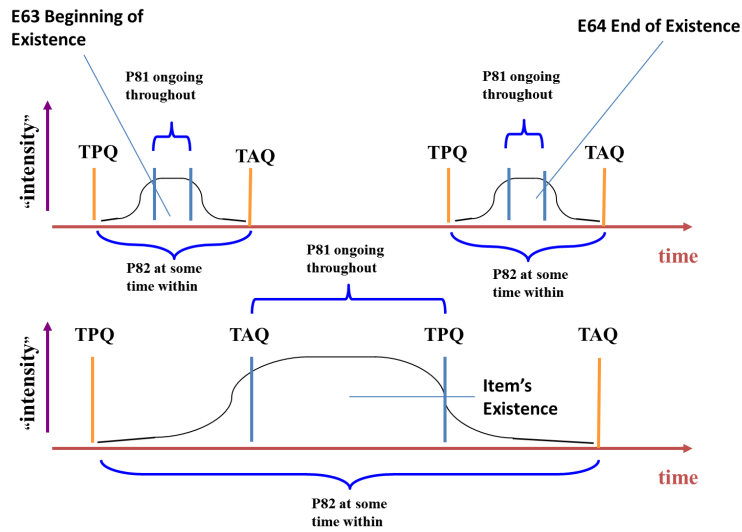 E63 Beginning of
Existence
E64 End of Existence
P81 ongoing
throughout
P81 ongoing
throughout
“intensity”
TPQ
TAQ
TPQ
TAQ
time
P82 at some
time within
P82 at some
time within
P81 ongoing
throughout
“intensity”
TPQ
TAQ
TPQ
TAQ
Item’s
Existence
time
P82 at some
time within